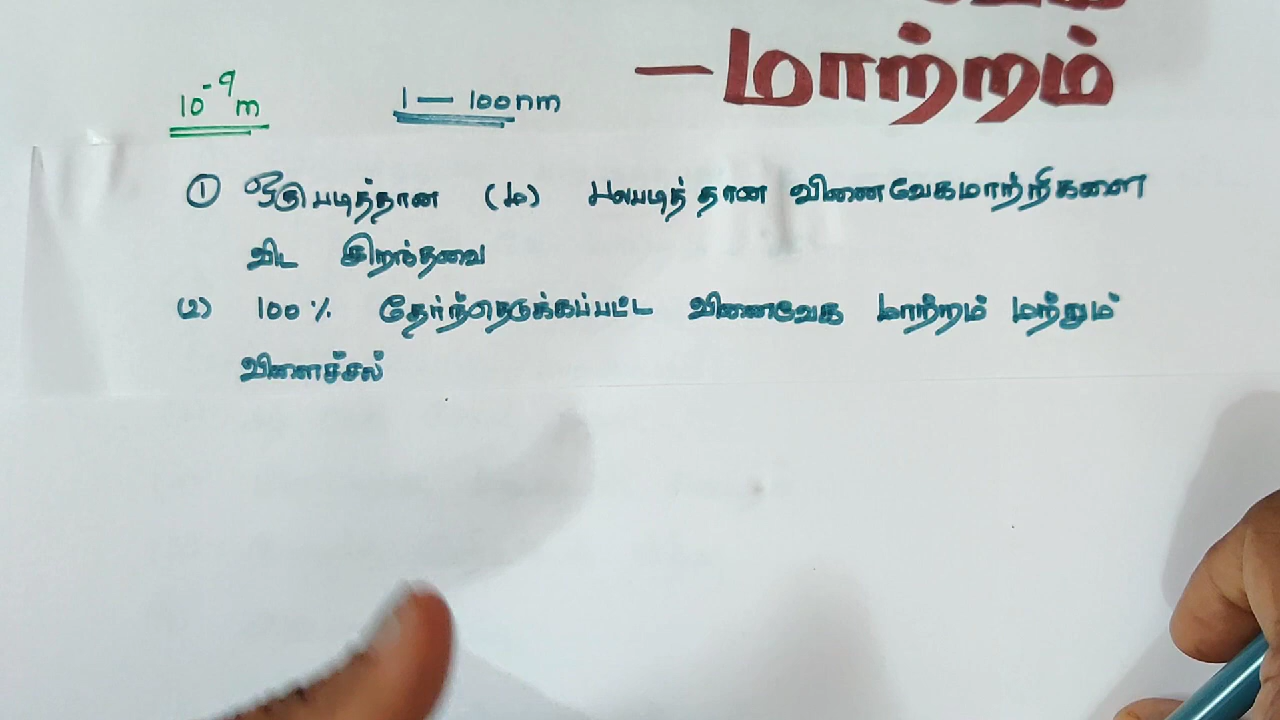 –மாற்றம்
10⁻⁹m 1 — 100nm
① ஒருபடித்தான (அ) பலபடித்தான வினைவேகமாற்றிகளை
விட சிறந்தவை
(2) 100% தேர்ந்தெடுக்கப்பட்ட வினைவேக மாற்றம் மற்றும்
விளைச்சல்